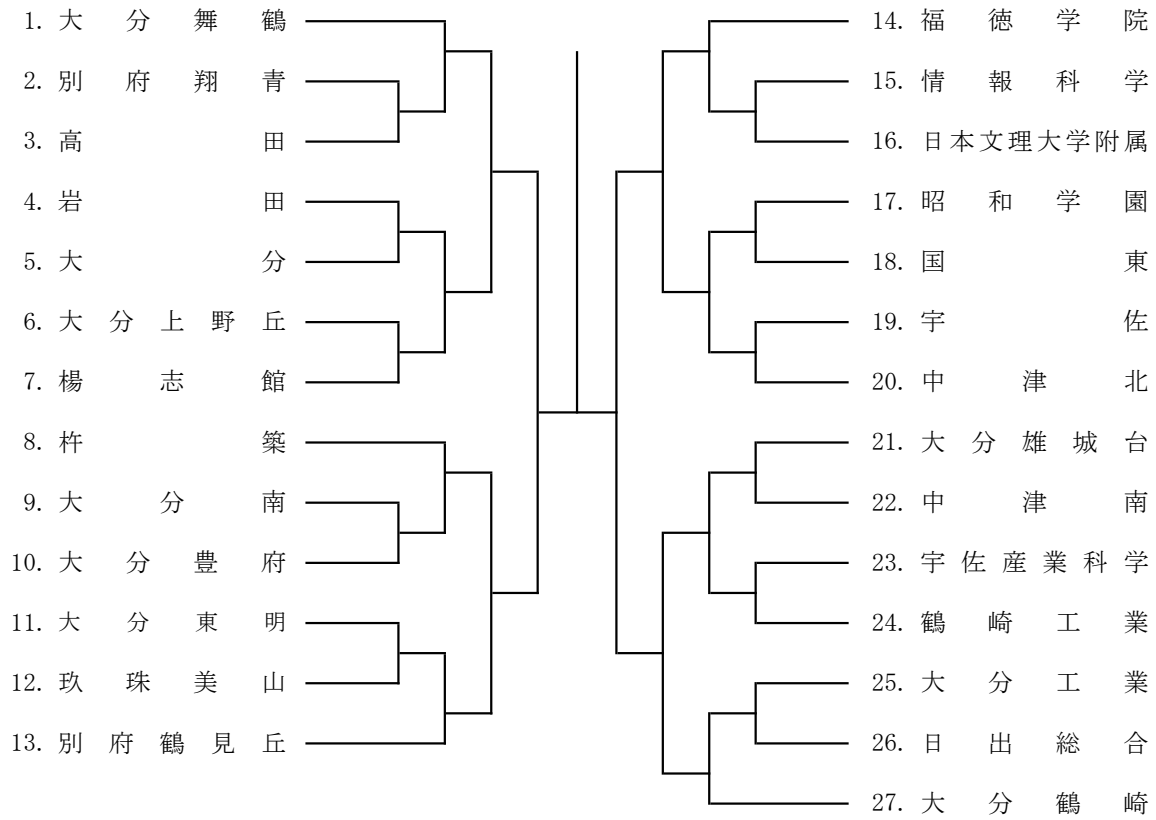 1. 大分舞鶴
2. 別府翔青
3. 高田
4. 岩田
5. 大分
6. 大分上野丘
7. 楊志館
8. 杵築
9. 大分南
10. 大分豊府
11. 大分東明
12. 玖珠美山
13. 別府鶴見丘
14. 福徳学院
15. 情報科学
16. 日本文理大学附属
17. 昭和学園
18. 国東
19. 宇佐
20. 中津北
21. 大分雄城台
22. 中津南
23. 宇佐産業科学
24. 鶴崎工業
25. 大分工業
26. 日出総合
27. 大分鶴崎